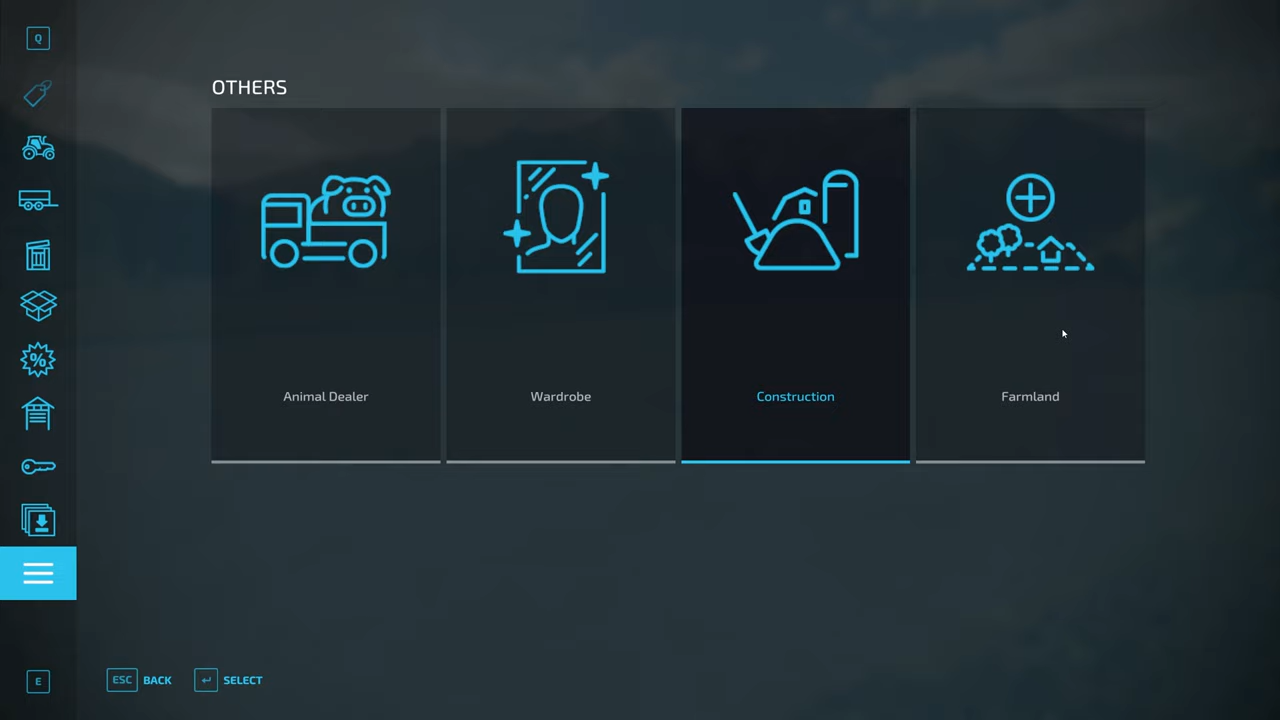 Q
OTHERS
%
Animal Dealer
Wardrobe
Construction
Farmland
E
ESC BACK ↵ SELECT